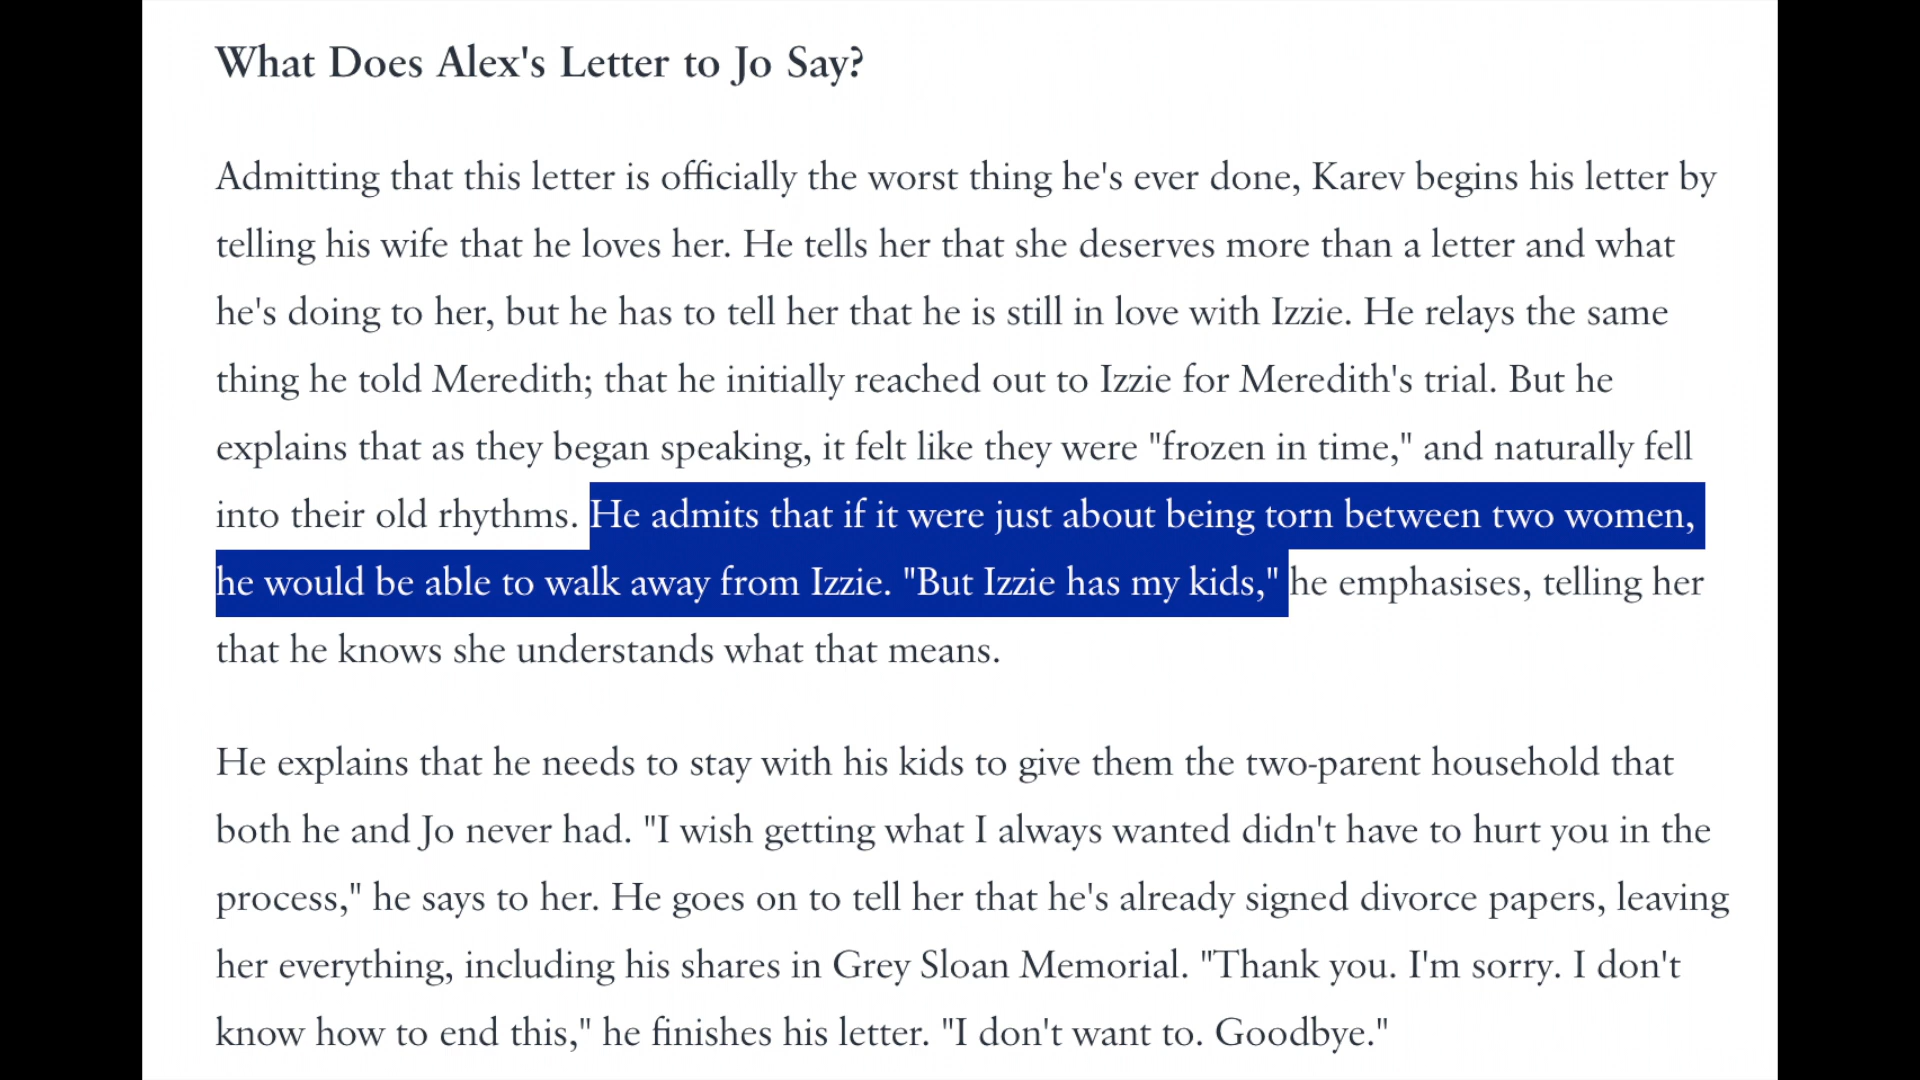 What Does Alex's Letter to Jo Say?
Admitting that this letter is officially the worst thing he's ever done, Karev begins his letter by
telling his wife that he loves her. He tells her that she deserves more than a letter and what
he's doing to her, but he has to tell her that he is still in love with Izzie. He relays the same
thing he told Meredith; that he initially reached out to Izzie for Meredith's trial. But he
explains that as they began speaking, it felt like they were "frozen in time," and naturally fell
into their old rhythms. He admits that if it were just about being torn between two women,
he would be able to walk away from Izzie. "But Izzie has my kids," he emphasises, telling her
that he knows she understands what that means.
He explains that he needs to stay with his kids to give them the two-parent household that
both he and Jo never had. "I wish getting what I always wanted didn't have to hurt you in the
process," he says to her. He goes on to tell her that he's already signed divorce papers, leaving
her everything, including his shares in Grey Sloan Memorial. "Thank you. I'm sorry. I don't
know how to end this," he finishes his letter. "I don't want to. Goodbye."